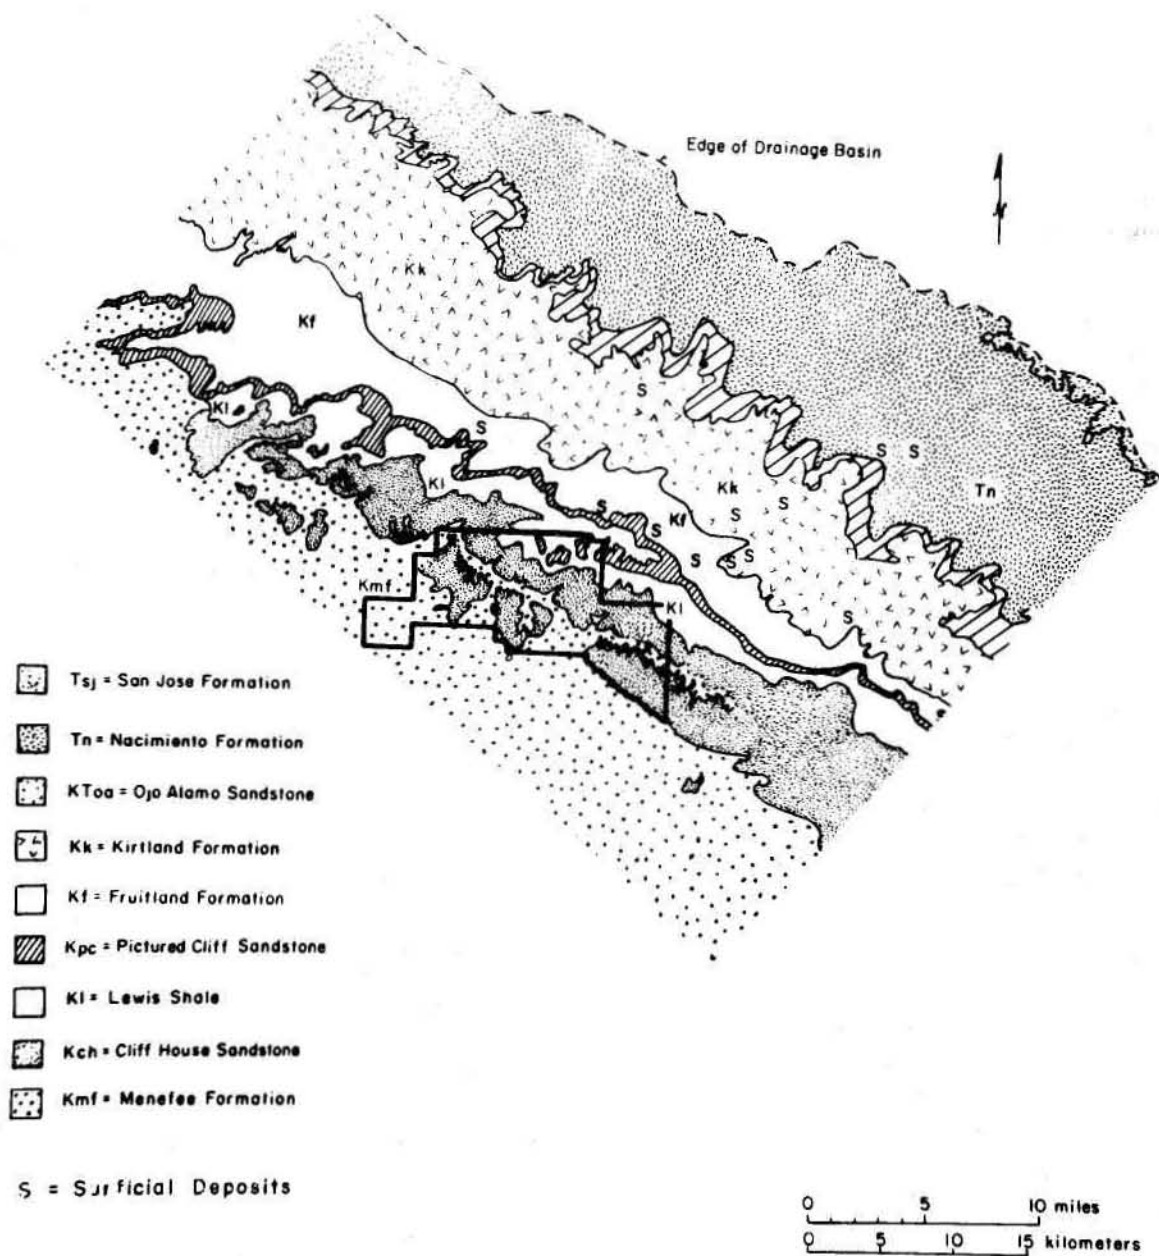 Edge of Drainage Basin
N
Kk
Kf
S
Kl
S
S S
Tn
Kl
Kk
S
S
S
Kf
S
S
S
S S
Kmf
Kl
S
Tsj = San Jose Formation
Tn = Nacimiento Formation
KToa = Ojo Alamo Sandstone
Kk = Kirtland Formation
Kf = Fruitland Formation
Kpc = Pictured Cliff Sandstone
Kl = Lewis Shale
Kch = Cliff House Sandstone
Kmf = Menefee Formation
S = Surficial Deposits
0 5 10 miles
0 5 10 15 kilometers